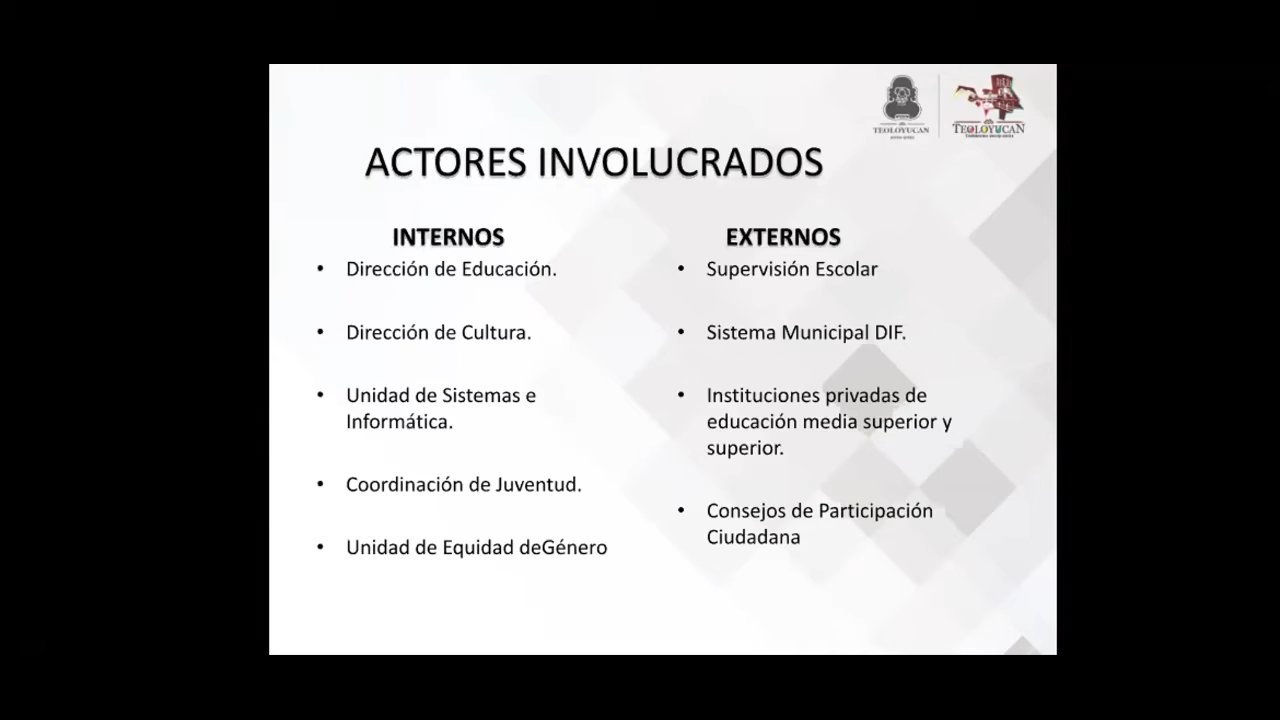 TEOLOYUCAN
TEOLOYUCAN
ACTORES INVOLUCRADOS
INTERNOS
• Dirección de Educación.
• Dirección de Cultura.
• Unidad de Sistemas e
Informática.
• Coordinación de Juventud.
• Unidad de Equidad deGénero
EXTERNOS
• Supervisión Escolar
• Sistema Municipal DIF.
• Instituciones privadas de
educación media superior y
superior.
• Consejos de Participación
Ciudadana